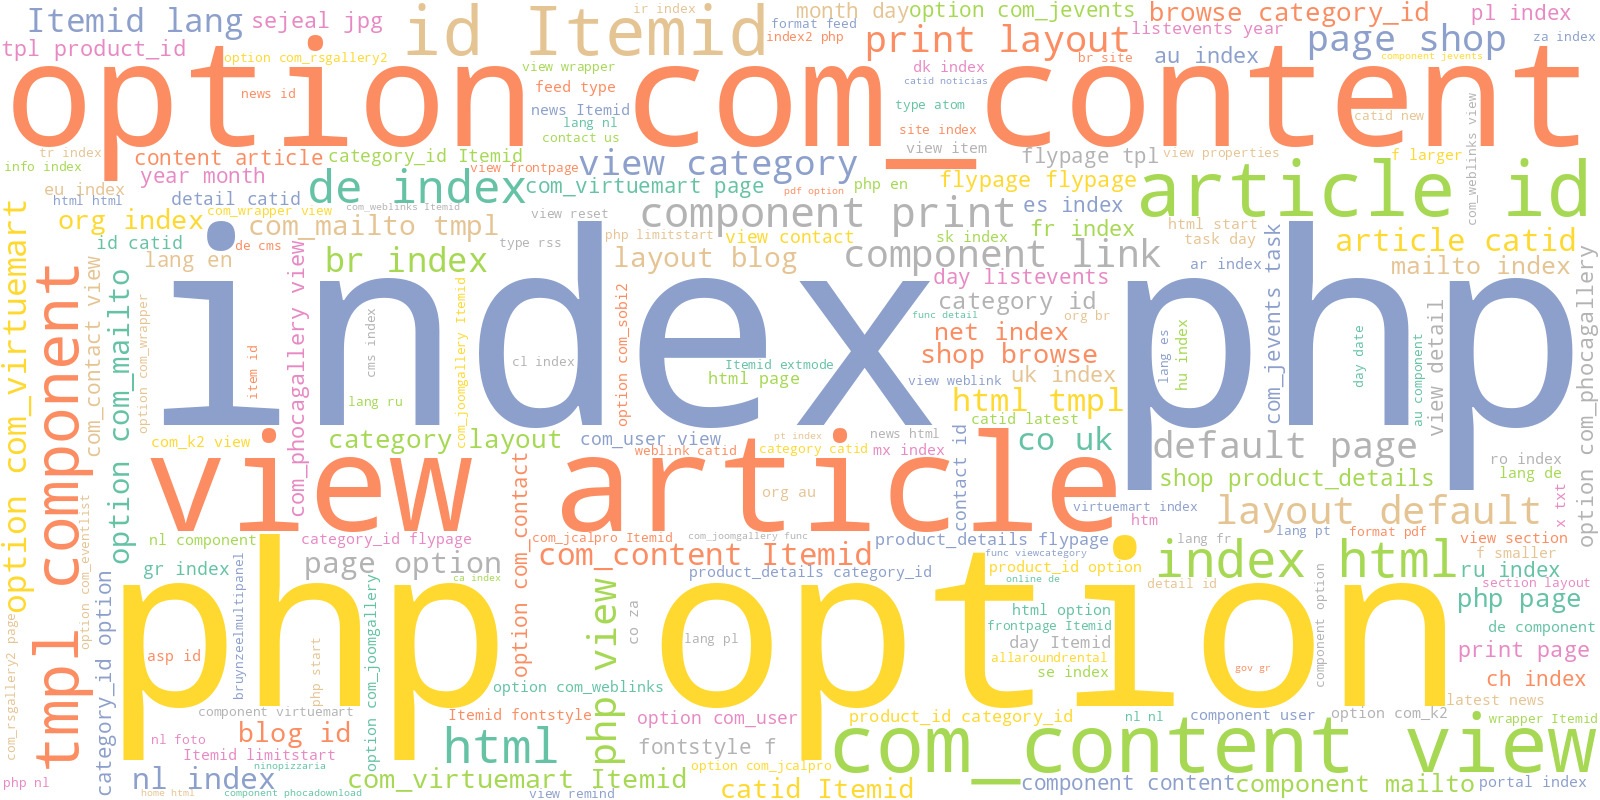 Itemid lang
sejeal jpg
id Itemid
ir index
month day
option com_jevents
browse category_id
pl index
tpl product_id
option com_rsgallery2
format feed
index2 php
print layout
listevents year
page shop
za index
option com_content
view wrapper
dk index
br site
au index
component jevents
news id
feed type
catid noticias
news Itemid
type atom
catid new
lang nl
contact us
site index
view item
com_weblinks view
tr index
info index
content article
category_id Itemid
view frontpage
view category
flypage tpl
view properties
f larger
year month
eu index
html html
detail catid
de index
com_virtuemart page
pdf option
php en
flypage flypage
article id
org index
com_wrapper view
com_weblinks Itemid
com_mailto tmpl
view reset
component print
es index
fr index
html start
id catid
de cms
type rss
php limitstart
view contact
sk index
task day
article catid
lang en
br index
layout blog
component link
ar index
mailto index
option com_virtuemart
tmpl component
com_contact view
option com_mailto
option com_wrapper
com_phocagallery view
index php
day listevents
category id
org br
func detail
net index
shop browse
uk index
com_jevents task
option com_phocagallery
item id
cms index
com_joomgallery Itemid
cl index
option com_sobi2
Itemid extmode
html page
view weblink
lang es
hu index
day date
au component
view detail
lang ru
html tmpl
catid latest
com_k2 view
category layout
com_user view
pt index
weblink catid
category catid
news html
mx index
contact id
co uk
default page
ro index
lang de
view article
org au
shop product_details
virtuemart index
htm
layout default
x txt
option com_eventlist
nl component
category_id flypage
option com_contact
com_jcalpro Itemid
com_joomgallery func
product_details flypage
lang fr
lang pt
format pdf
view section
f smaller
gr index
page option
ca index
com_content Itemid
product_details category_id
func viewcategory
product_id option
online de
detail id
index html
ru index
section layout
category_id option
bruynzeelmultipanel
option com_joomgallery
php option
php view
co za
html option
frontpage Itemid
day Itemid
component option
php page
de component
com_rsgallery2 page
asp id
php start
lang pl
allaroundrental
se index
gov gr
print page
option com_weblinks
ch index
latest news
component virtuemart
Itemid fontstyle
option com_user
product_id category_id
nl nl
component user
option com_k2
wrapper Itemid
nl foto
blog id
html
fontstyle f
com_content view
Itemid limitstart
ninopizzaria
option com_jcalpro
php nl
nl index
com_virtuemart Itemid
catid Itemid
component content
component mailto
portal index
home html
component phocadownload
view remind